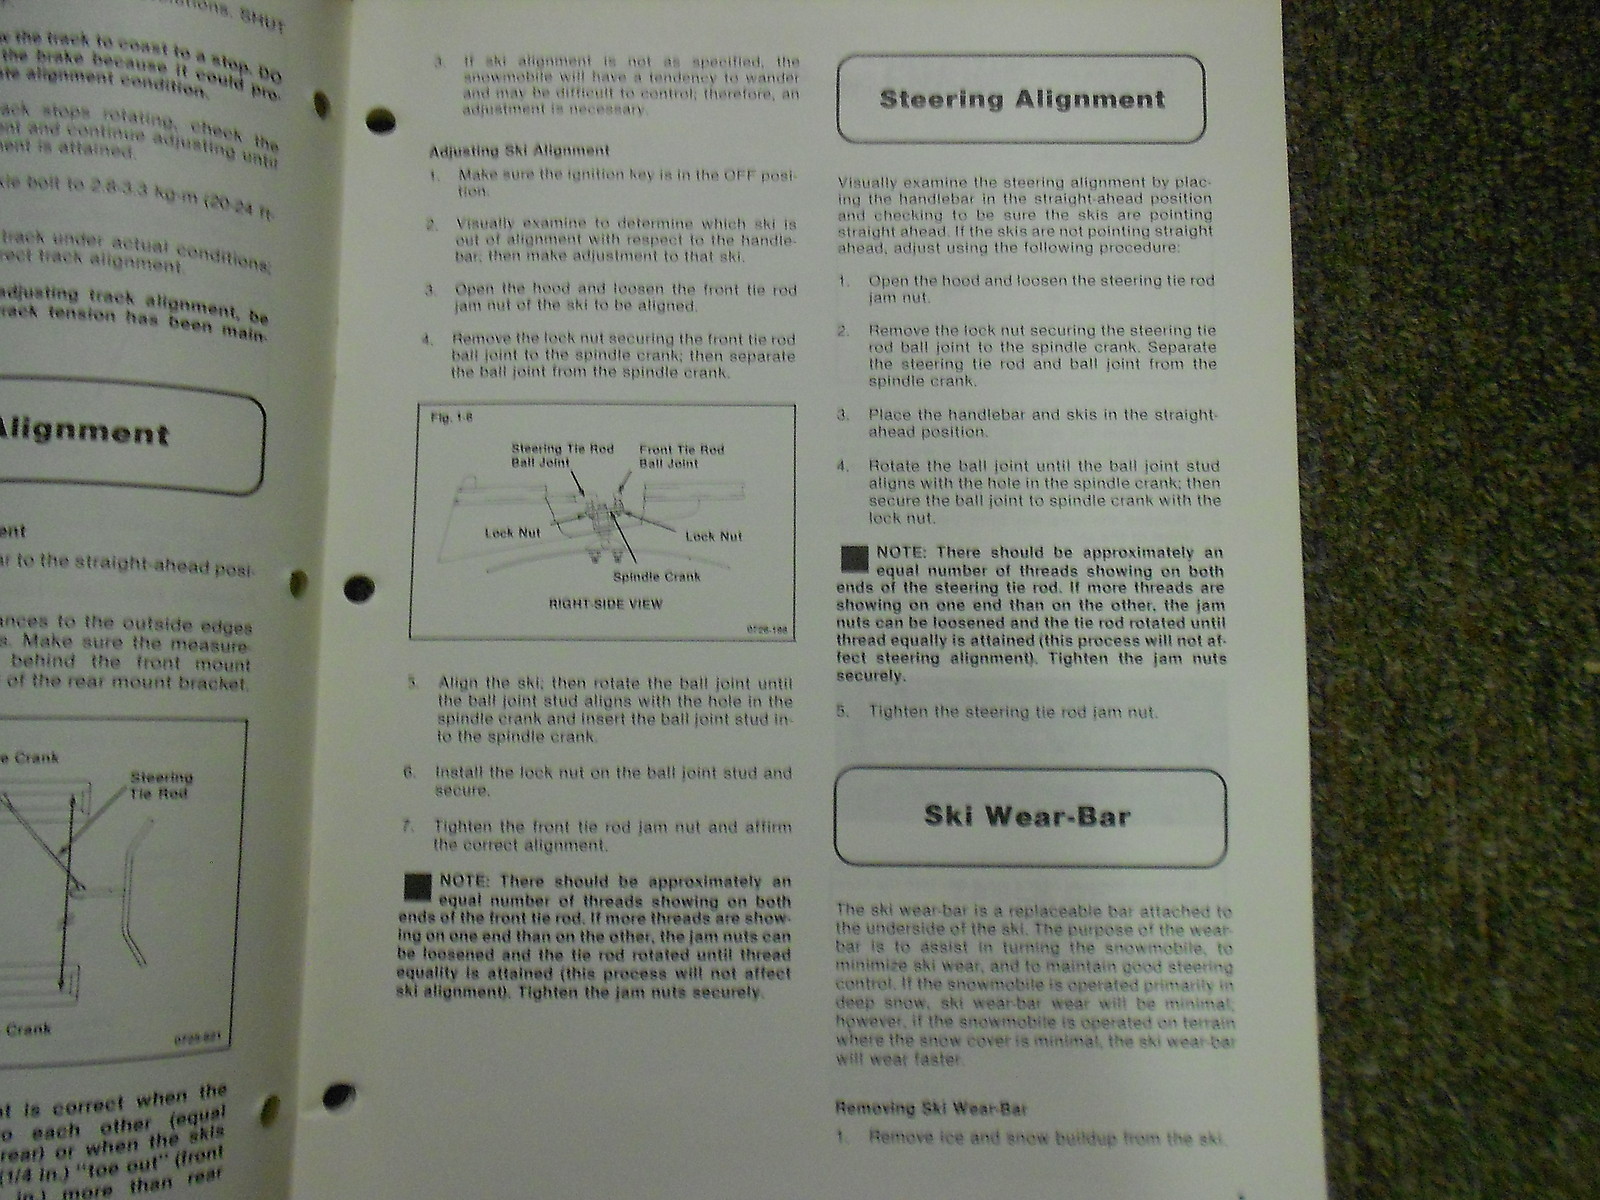 olutions. SHUT
the track to coast to a stop. DO
the brake because it could pro-
te alignment condition.
ack stops rotating, check the
ent and continue adjusting until
ment is attained.
xle bolt to 2.8-3.3 kg-m (20-24 ft-
track under actual conditions;
rect track alignment.
adjusting track alignment, be
rack tension has been main-
Alignment
ent
ar to the straight-ahead posi-
ances to the outside edges
s. Make sure the measure-
behind the front mount
of the rear mount bracket.
e Crank
Steering
Tie Rod
Crank
0725-821
t is correct when the
o each other (equal
rear) or when the skis
(1/4 in.) "toe out" (front
in.) more than rear
3. If ski alignment is not as specified, the
snowmobile will have a tendency to wander
and may be difficult to control; therefore, an
adjustment is necessary.
Adjusting Ski Alignment
1. Make sure the ignition key is in the OFF posi-
tion.
2. Visually examine to determine which ski is
out of alignment with respect to the handle-
bar; then make adjustment to that ski.
3. Open the hood and loosen the front tie rod
jam nut of the ski to be aligned.
4. Remove the lock nut securing the front tie rod
ball joint to the spindle crank; then separate
the ball joint from the spindle crank.
Fig. 1-8
Steering Tie Rod
Ball Joint
Front Tie Rod
Ball Joint
Lock Nut
Lock Nut
Spindle Crank
RIGHT-SIDE VIEW
0726-188
5. Align the ski; then rotate the ball joint until
the ball joint stud aligns with the hole in the
spindle crank and insert the ball joint stud in-
to the spindle crank.
6. Install the lock nut on the ball joint stud and
secure.
7. Tighten the front tie rod jam nut and affirm
the correct alignment.
NOTE: There should be approximately an
equal number of threads showing on both
ends of the front tie rod. If more threads are show-
ing on one end than on the other, the jam nuts can
be loosened and the tie rod rotated until thread
equality is attained (this process will not affect
ski alignment). Tighten the jam nuts securely.
Steering Alignment
Visually examine the steering alignment by plac-
ing the handlebar in the straight-ahead position
and checking to be sure the skis are pointing
straight ahead. If the skis are not pointing straight
ahead, adjust using the following procedure:
1. Open the hood and loosen the steering tie rod
jam nut.
2. Remove the lock nut securing the steering tie
rod ball joint to the spindle crank. Separate
the steering tie rod and ball joint from the
spindle crank.
3. Place the handlebar and skis in the straight-
ahead position.
4. Rotate the ball joint until the ball joint stud
aligns with the hole in the spindle crank; then
secure the ball joint to spindle crank with the
lock nut.
NOTE: There should be approximately an
equal number of threads showing on both
ends of the steering tie rod. If more threads are
showing on one end than on the other, the jam
nuts can be loosened and the tie rod rotated until
thread equally is attained (this process will not af-
fect steering alignment). Tighten the jam nuts
securely.
5. Tighten the steering tie rod jam nut.
Ski Wear-Bar
The ski wear-bar is a replaceable bar attached to
the underside of the ski. The purpose of the wear-
bar is to assist in turning the snowmobile, to
minimize ski wear, and to maintain good steering
control. If the snowmobile is operated primarily in
deep snow, ski wear-bar wear will be minimal;
however, if the snowmobile is operated on terrain
where the snow cover is minimal, the ski wear-bar
will wear faster.
Removing Ski Wear-Bar
1. Remove ice and snow buildup from the ski.